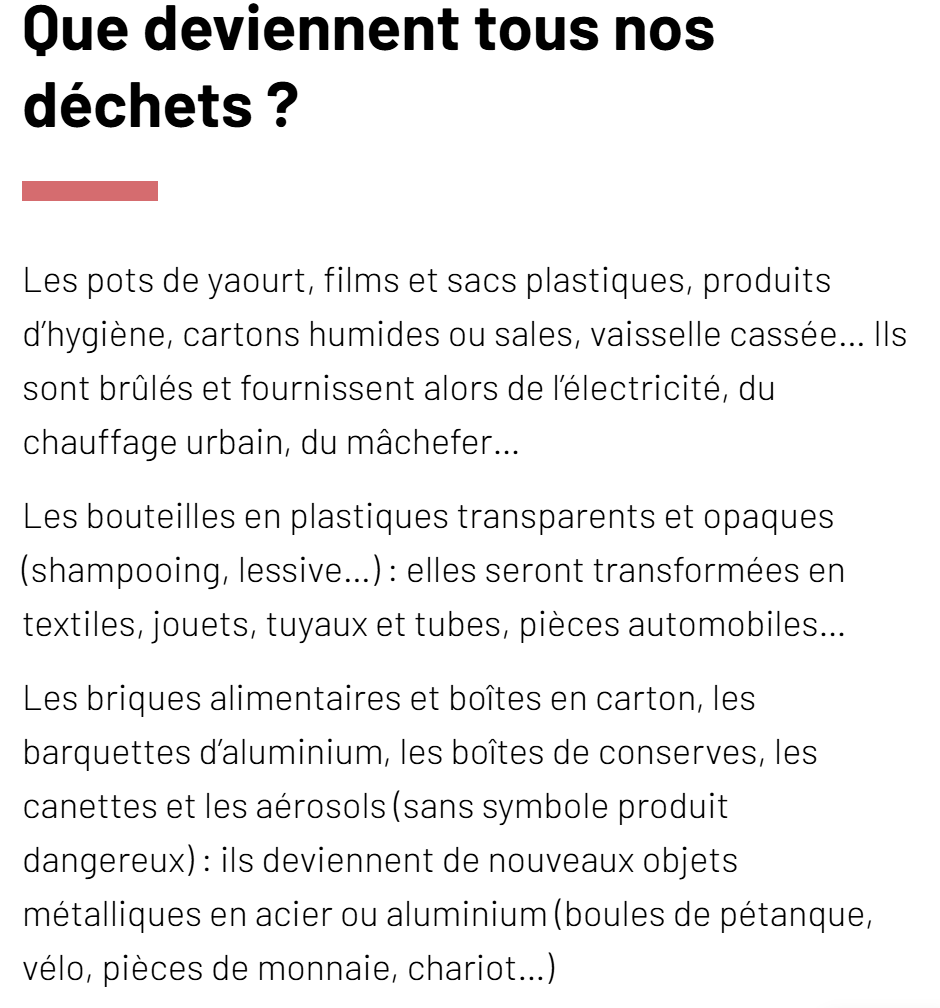 Que deviennent tous nos
déchets ?
Les pots de yaourt, films et sacs plastiques, produits
d'hygiène, cartons humides ou sales, vaisselle cassée... Ils
sont brûlés et fournissent alors de l'électricité, du
chauffage urbain, du mâchefer...
Les bouteilles en plastiques transparents et opaques
(shampooing, lessive...) : elles seront transformées en
textiles, jouets, tuyaux et tubes, pièces automobiles...
Les briques alimentaires et boîtes en carton, les
barquettes d'aluminium, les boîtes de conserves, les
canettes et les aérosols (sans symbole produit
dangereux) : ils deviennent de nouveaux objets
métalliques en acier ou aluminium (boules de pétanque,
vélo, pièces de monnaie, chariot...)